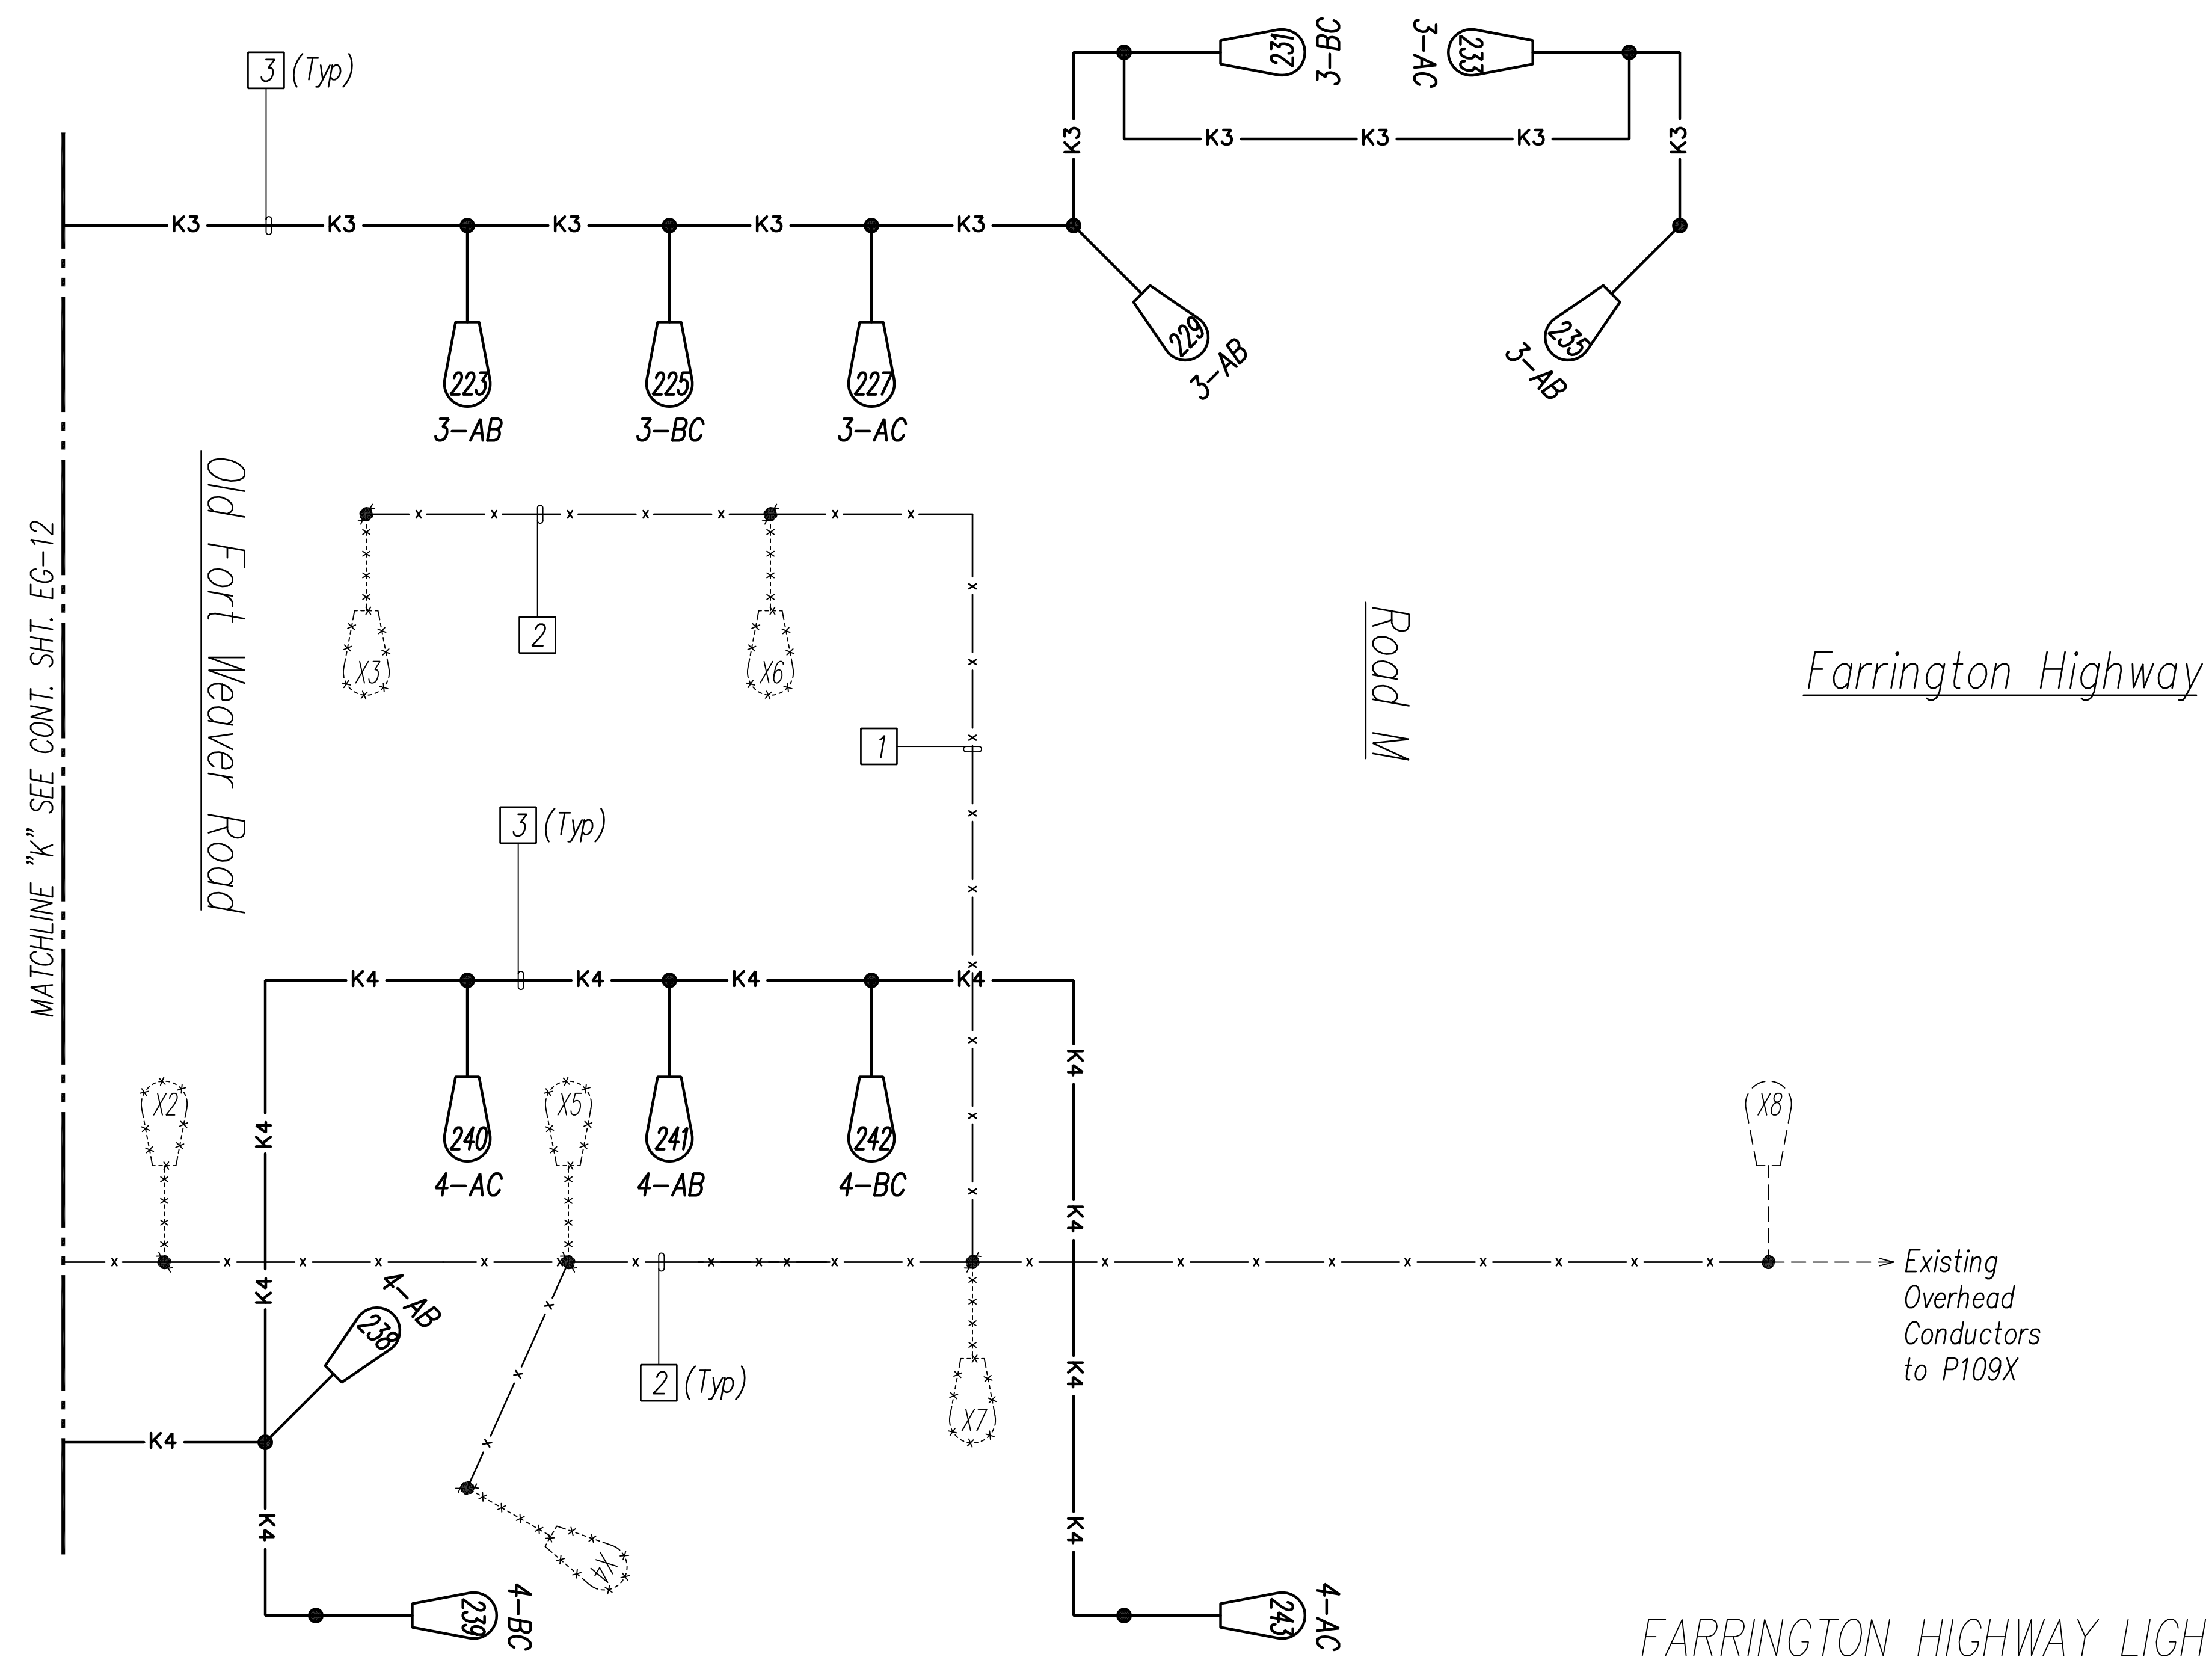 3 (Typ)
231
3-BC
3-AC
233
K3
K3 K3 K3
K3
K3 K3 K3 K3 K3
223
3-AB
225
3-BC
227
3-AC
229
3-AB
235
3-AB
MATCHLINE "K" SEE CONT. SHT. EG-12
Old Fort Weaver Road
X3
2
X6
1
Road M
Farrington Highway
3 (Typ)
K4 K4 K4 K4
K4
K4
K4
K4
240
4-AC
241
4-AB
242
4-BC
X2
X5
X8
Existing
Overhead
Conductors
to P109X
4-AB
238
2 (Typ)
X7
K4
K4
K4
K4
X4
239
4-BC
243
4-AC
FARRINGTON HIGHWAY LIGH